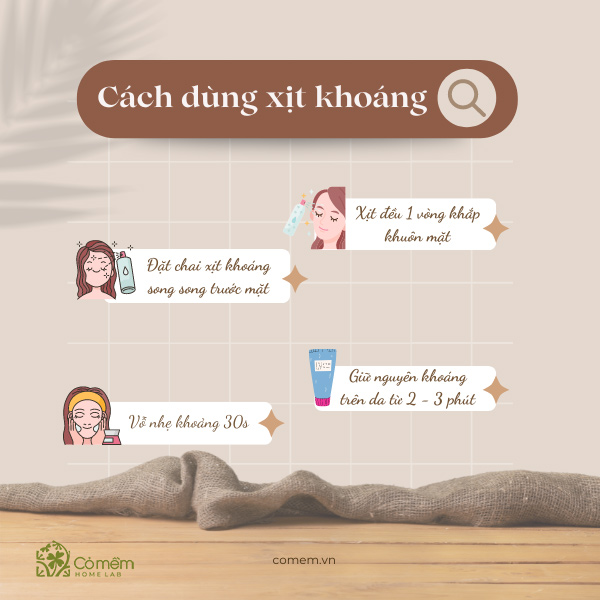 Cách dùng xịt khoáng
Đặt chai xịt khoáng
song song trước mặt
Xịt đều 1 vòng khắp
khuôn mặt
Vỗ nhẹ khoảng 30s
Giữ nguyên khoáng
trên da từ 2 - 3 phút
Cỏ mềm
HOME LAB
comem.vn